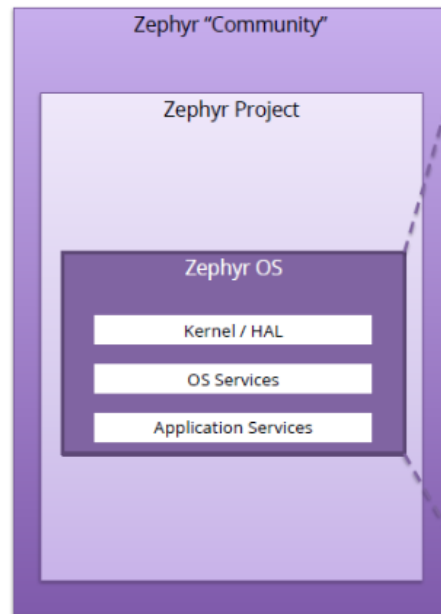 Zephyr “Community”
Zephyr Project
Zephyr OS
Kernel / HAL
OS Services
Application Services